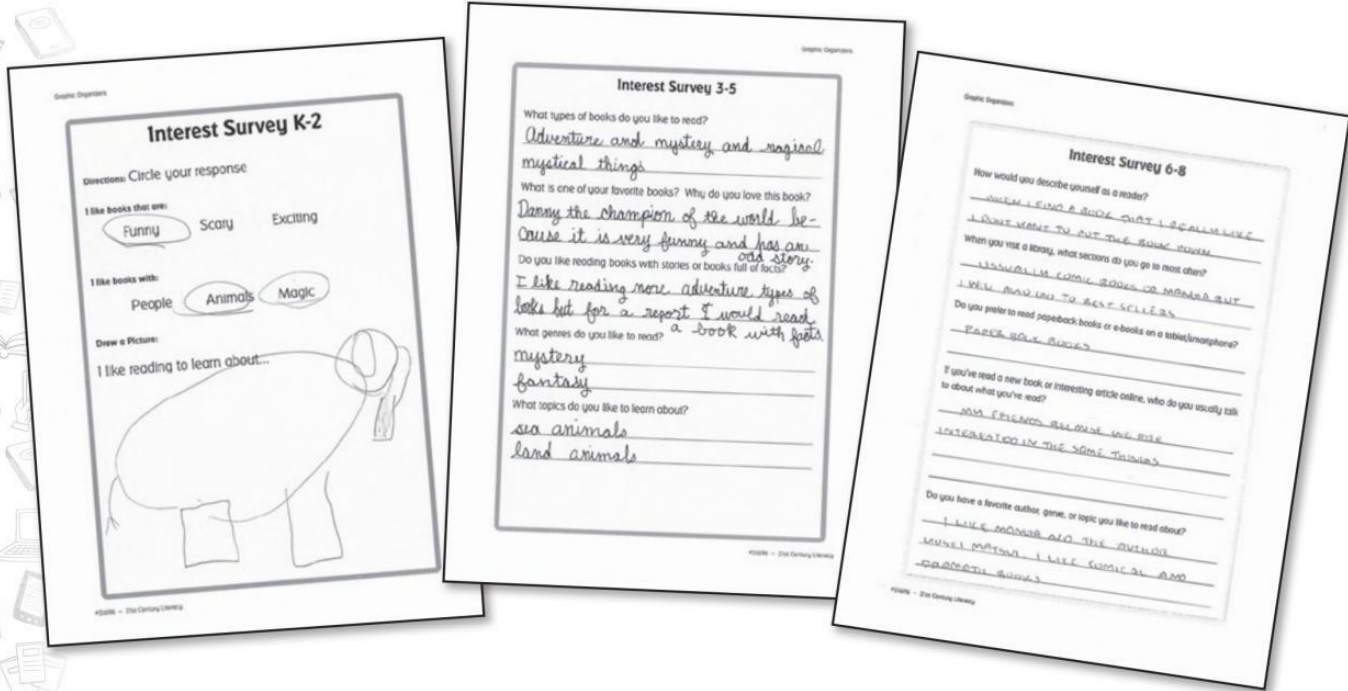 Graphic Organizers
Interest Survey K-2
Directions: Circle your response
I like books that are:
Funny Scary Exciting
I like books with:
People Animals Magic
Draw a Picture:
I like reading to learn about...
— 21st Century Literacy
Graphic Organizers
Interest Survey 3-5
What types of books do you like to read?
Adventure and mystery and magical
mystical things
What is one of your favorite books? Why do you love this book?
Danny the champion of the world be-
cause it is very funny and has an
odd story.
Do you like reading books with stories or books full of facts?
I like reading more adventure types of
books but for a report I would read
a book with facts
What genres do you like to read?
mystery
fantasy
What topics do you like to learn about?
sea animals
land animals
— 21st Century Literacy
Graphic Organizers
Interest Survey 6-8
How would you describe yourself as a reader?
WHEN I FIND A BOOK THAT I REALLY LIKE
I DONT WANT TO PUT THE BOOK DOWN
When you visit a library, what sections do you go to most often?
COMIC BOOKS OR MANGA BUT
I WILL ALSO GO TO BEST SELLERS
Do you prefer to read paperback books or e-books on a tablet/smartphone?
PAPER BACK BOOKS
If you've read a new book or interesting article online, who do you usually talk
to about what you've read?
MY FRIENDS WE ARE
IN THE SAME THINGS
Do you have a favorite author, genre, or topic you like to read about?
I LIKE MANGA AND THE AUTHOR
MATSUI. I LIKE COMICAL AND
BOOKS
— 21st Century Literacy